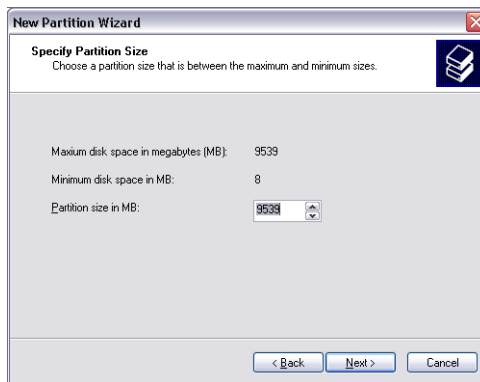 New Partition Wizard
Specify Partition Size
Choose a partition size that is between the maximum and minimum sizes.
Maxium disk space in megabytes (MB): 9539
Minimum disk space in MB: 8
Partition size in MB: 9539
< Back Next > Cancel